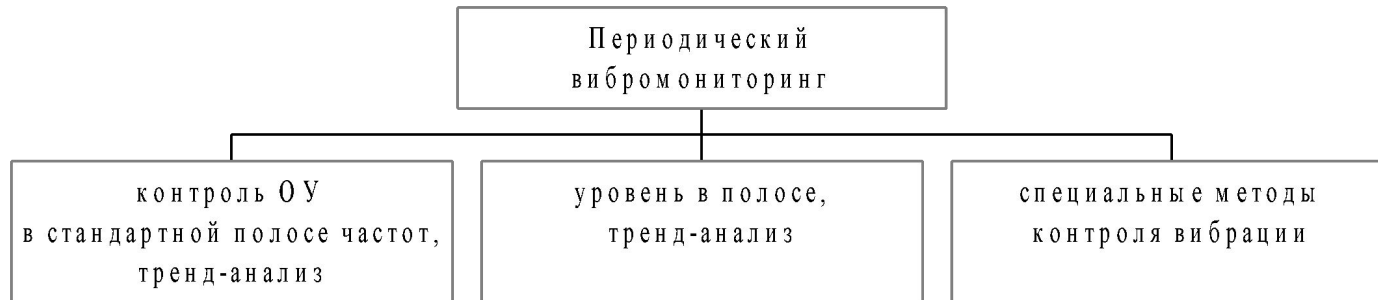 Периодический
вибромониторинг
контроль ОУ
в стандартной полосе частот,
тренд-анализ
уровень в полосе,
тренд-анализ
специальные методы
контроля вибрации